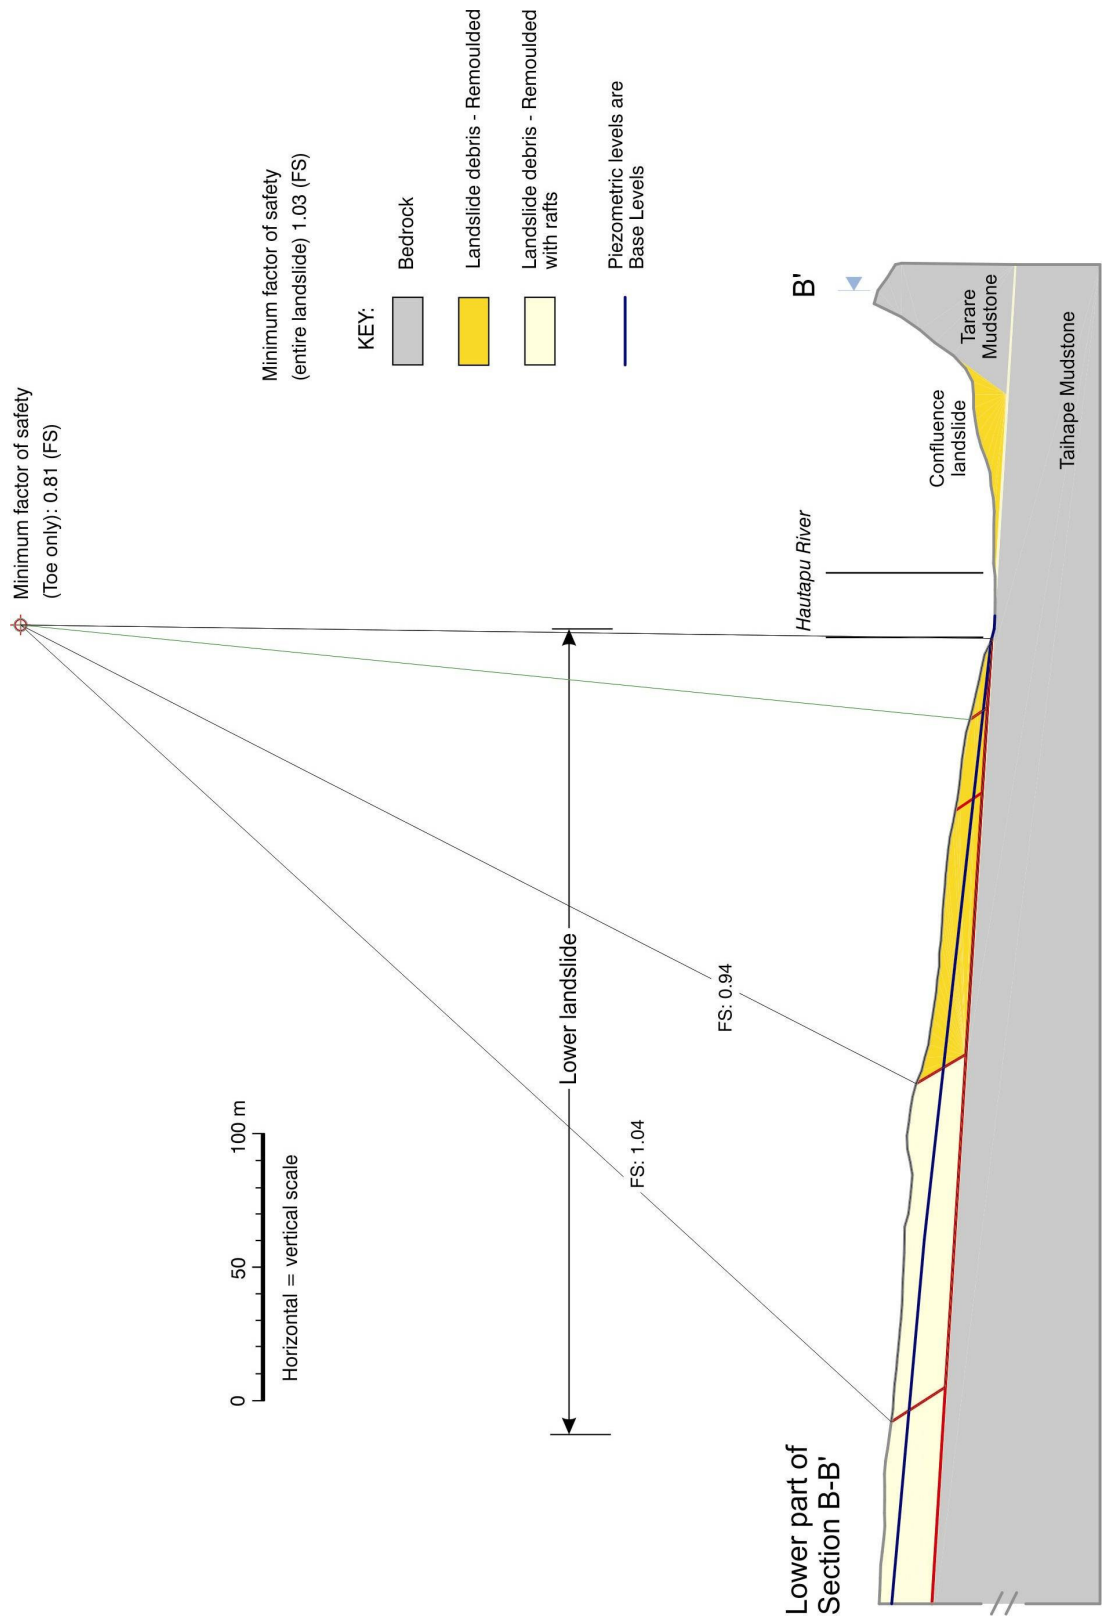 Minimum factor of safety
(Toe only): 0.81 (FS)
Minimum factor of safety
(entire landslide) 1.03 (FS)
KEY:
Bedrock
Landslide debris - Remoulded
Landslide debris - Remoulded
with rafts
Piezometric levels are
Base Levels
0
50
100 m
Horizontal = vertical scale
Lower landslide
FS: 1.04
FS: 0.94
Lower part of
Section B-B'
Hautapu River
B'
Confluence
landslide
Tarare
Mudstone
Taihape Mudstone